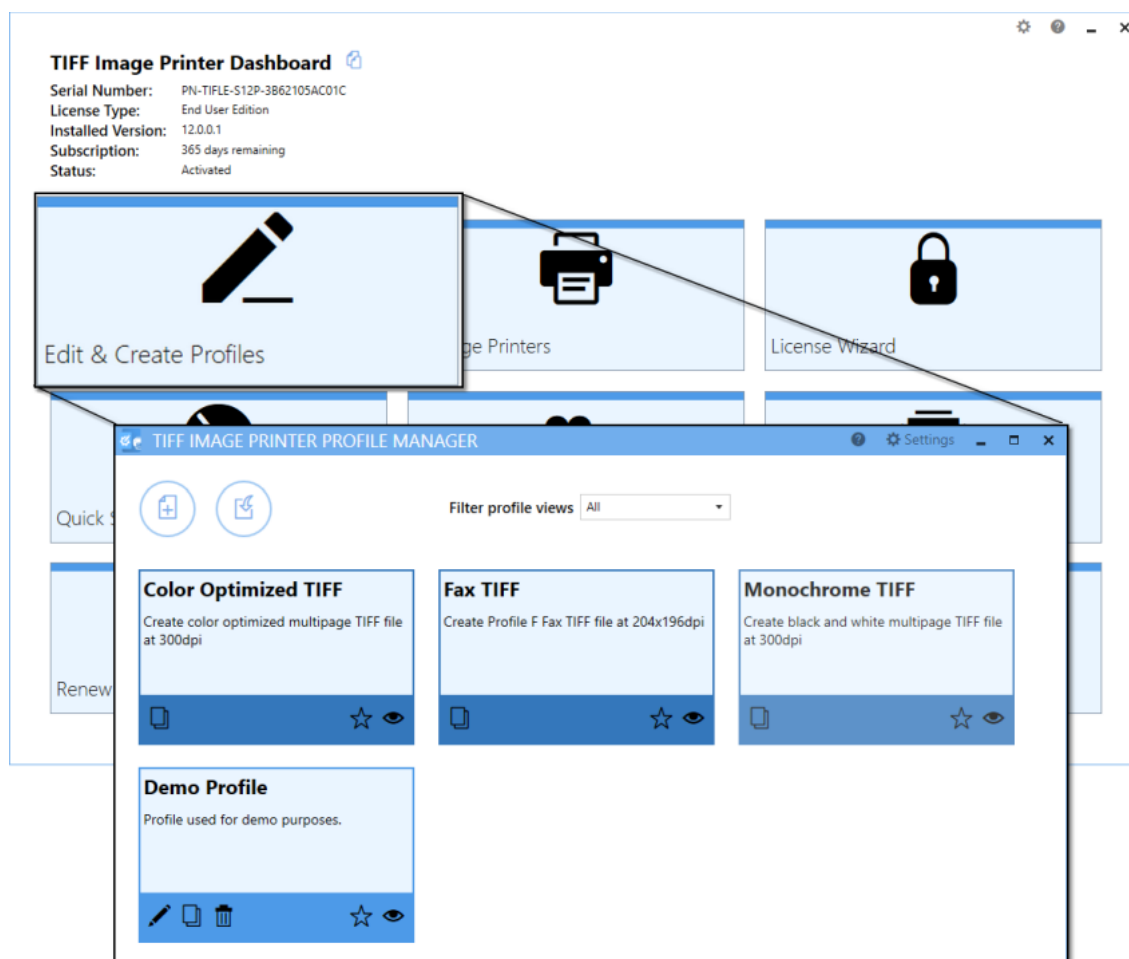 TIFF Image Printer Dashboard
Serial Number: PN-TIFLE-S12P-3B62105AC01C
License Type: End User Edition
Installed Version: 12.0.0.1
Subscription: 365 days remaining
Status: Activated
Edit & Create Profiles
ge Printers
License Wizard
Quick S
Renew
TIFF IMAGE PRINTER PROFILE MANAGER
Settings
Filter profile views All
Color Optimized TIFF
Create color optimized multipage TIFF file
at 300dpi
Fax TIFF
Create Profile F Fax TIFF file at 204x196dpi
Monochrome TIFF
Create black and white multipage TIFF file
at 300dpi
Demo Profile
Profile used for demo purposes.